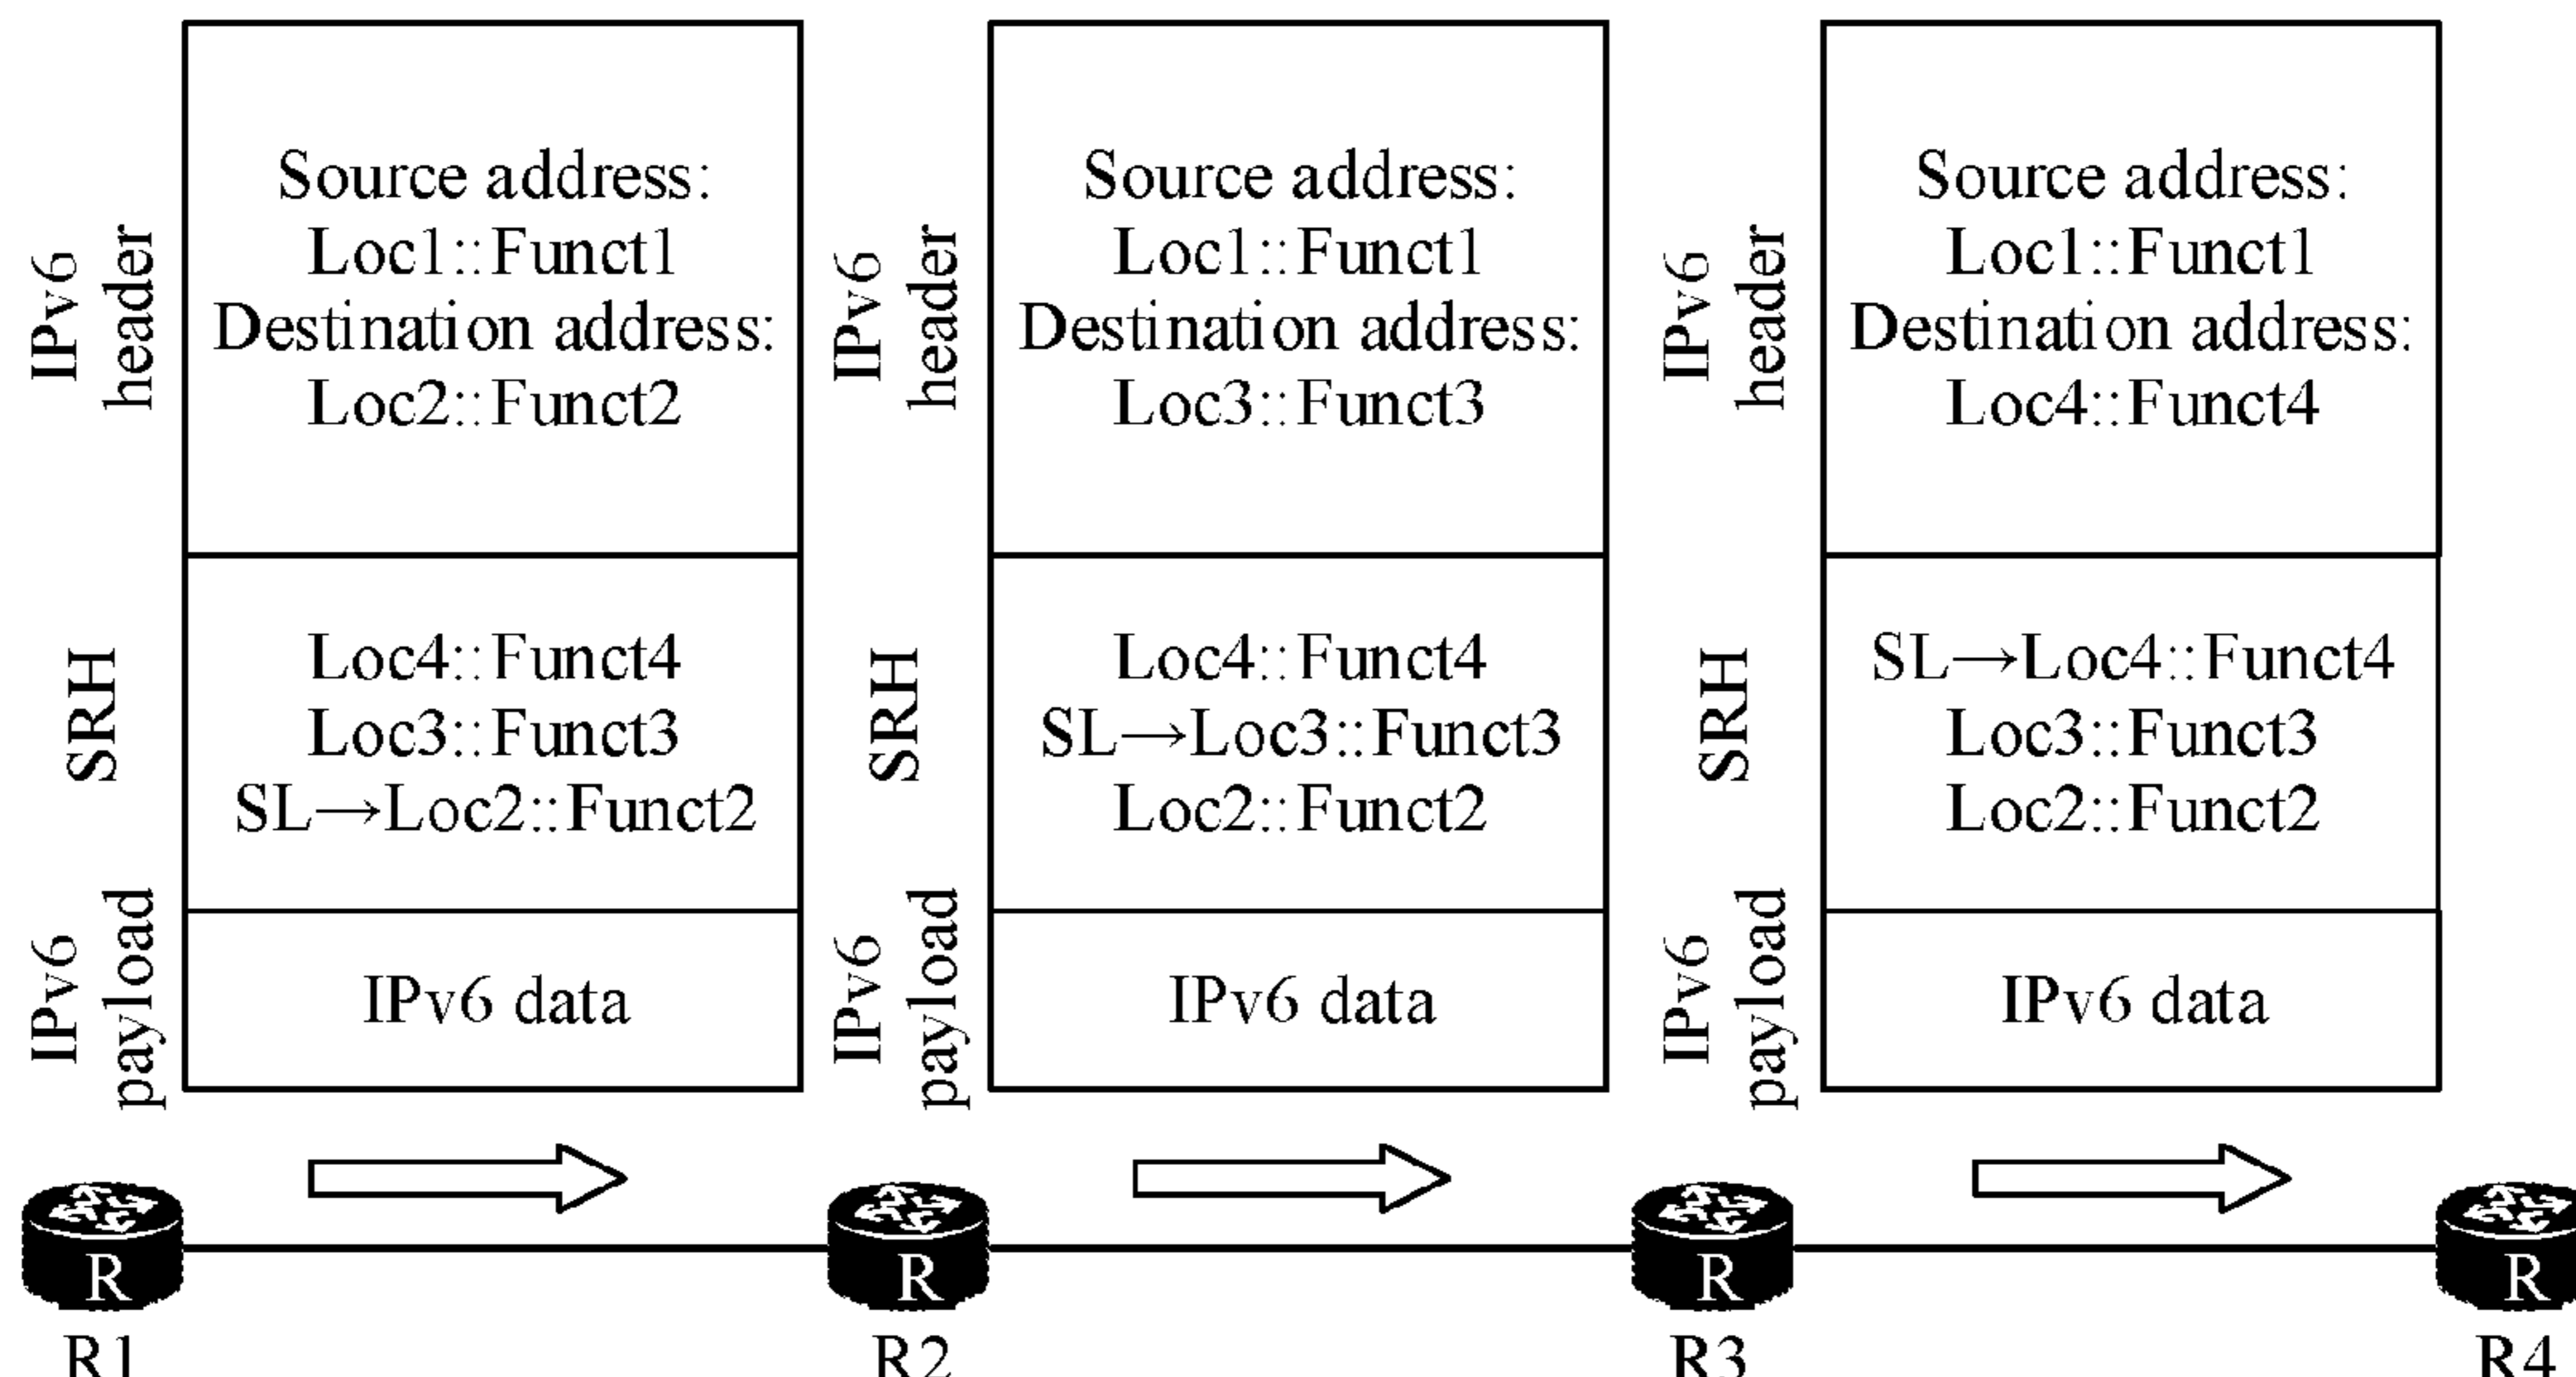 IPv6
header
Source address:
Loc1::Funct1
Destination address:
Loc2::Funct2
SRH
Loc4::Funct4
Loc3::Funct3
SL→Loc2::Funct2
IPv6
payload
IPv6 data
IPv6
header
Source address:
Loc1::Funct1
Destination address:
Loc3::Funct3
SRH
Loc4::Funct4
SL→Loc3::Funct3
Loc2::Funct2
IPv6
payload
IPv6 data
IPv6
header
Source address:
Loc1::Funct1
Destination address:
Loc4::Funct4
SRH
SL→Loc4::Funct4
Loc3::Funct3
Loc2::Funct2
IPv6
payload
IPv6 data
R
R1
R
R2
R
R3
R
R4